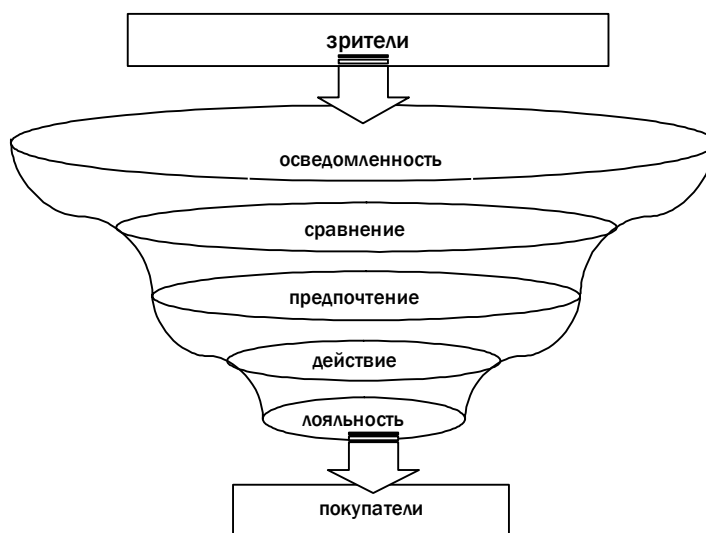 зрители
осведомленность
сравнение
предпочтение
действие
лояльность
покупатели